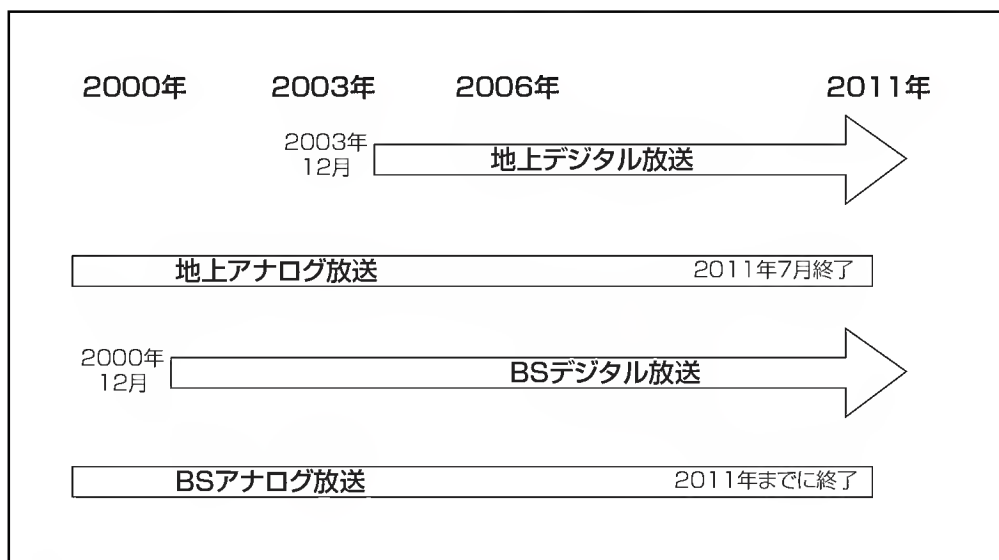 2000年 2003年 2006年 2011年
2003年
12月
地上デジタル放送
地上アナログ放送 2011年7月終了
2000年
12月
BSデジタル放送
BSアナログ放送 2011年までに終了